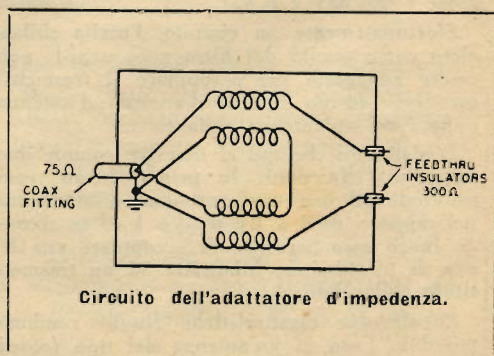 75Ω
COAX
FITTING
FEEDTHRU
INSULATORS
300Ω
Circuito dell'adattatore d'impedenza.